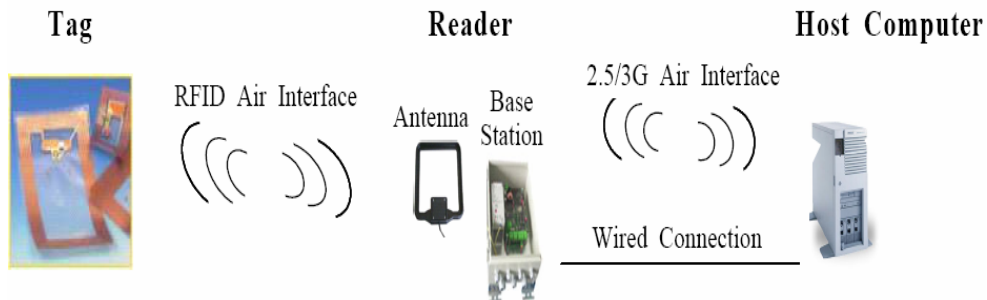 Tag
Reader
Host Computer
RFID Air Interface
2.5/3G Air Interface
Antenna
Base
Station
Wired Connection